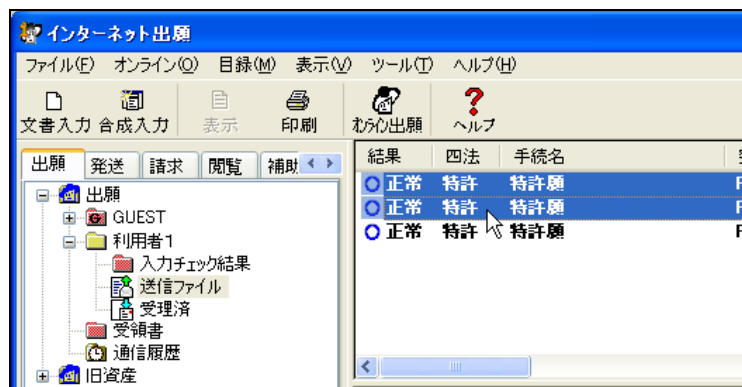 インターネット出願
ファイル(F) オンライン(O) 目録(M) 表示(V) ツール(T) ヘルプ(H)
文書入力 合成入力 表示 印刷 オンライン出願 ヘルプ
出願 発送 請求 閲覧 補助
結果 四法 手続名
正常 特許 特許願 F
正常 特許 特許願 F
正常 特許 特許願 F
出願
GUEST
利用者1
入力チェック結果
送信ファイル
受理済
受領書
通信履歴
旧資産